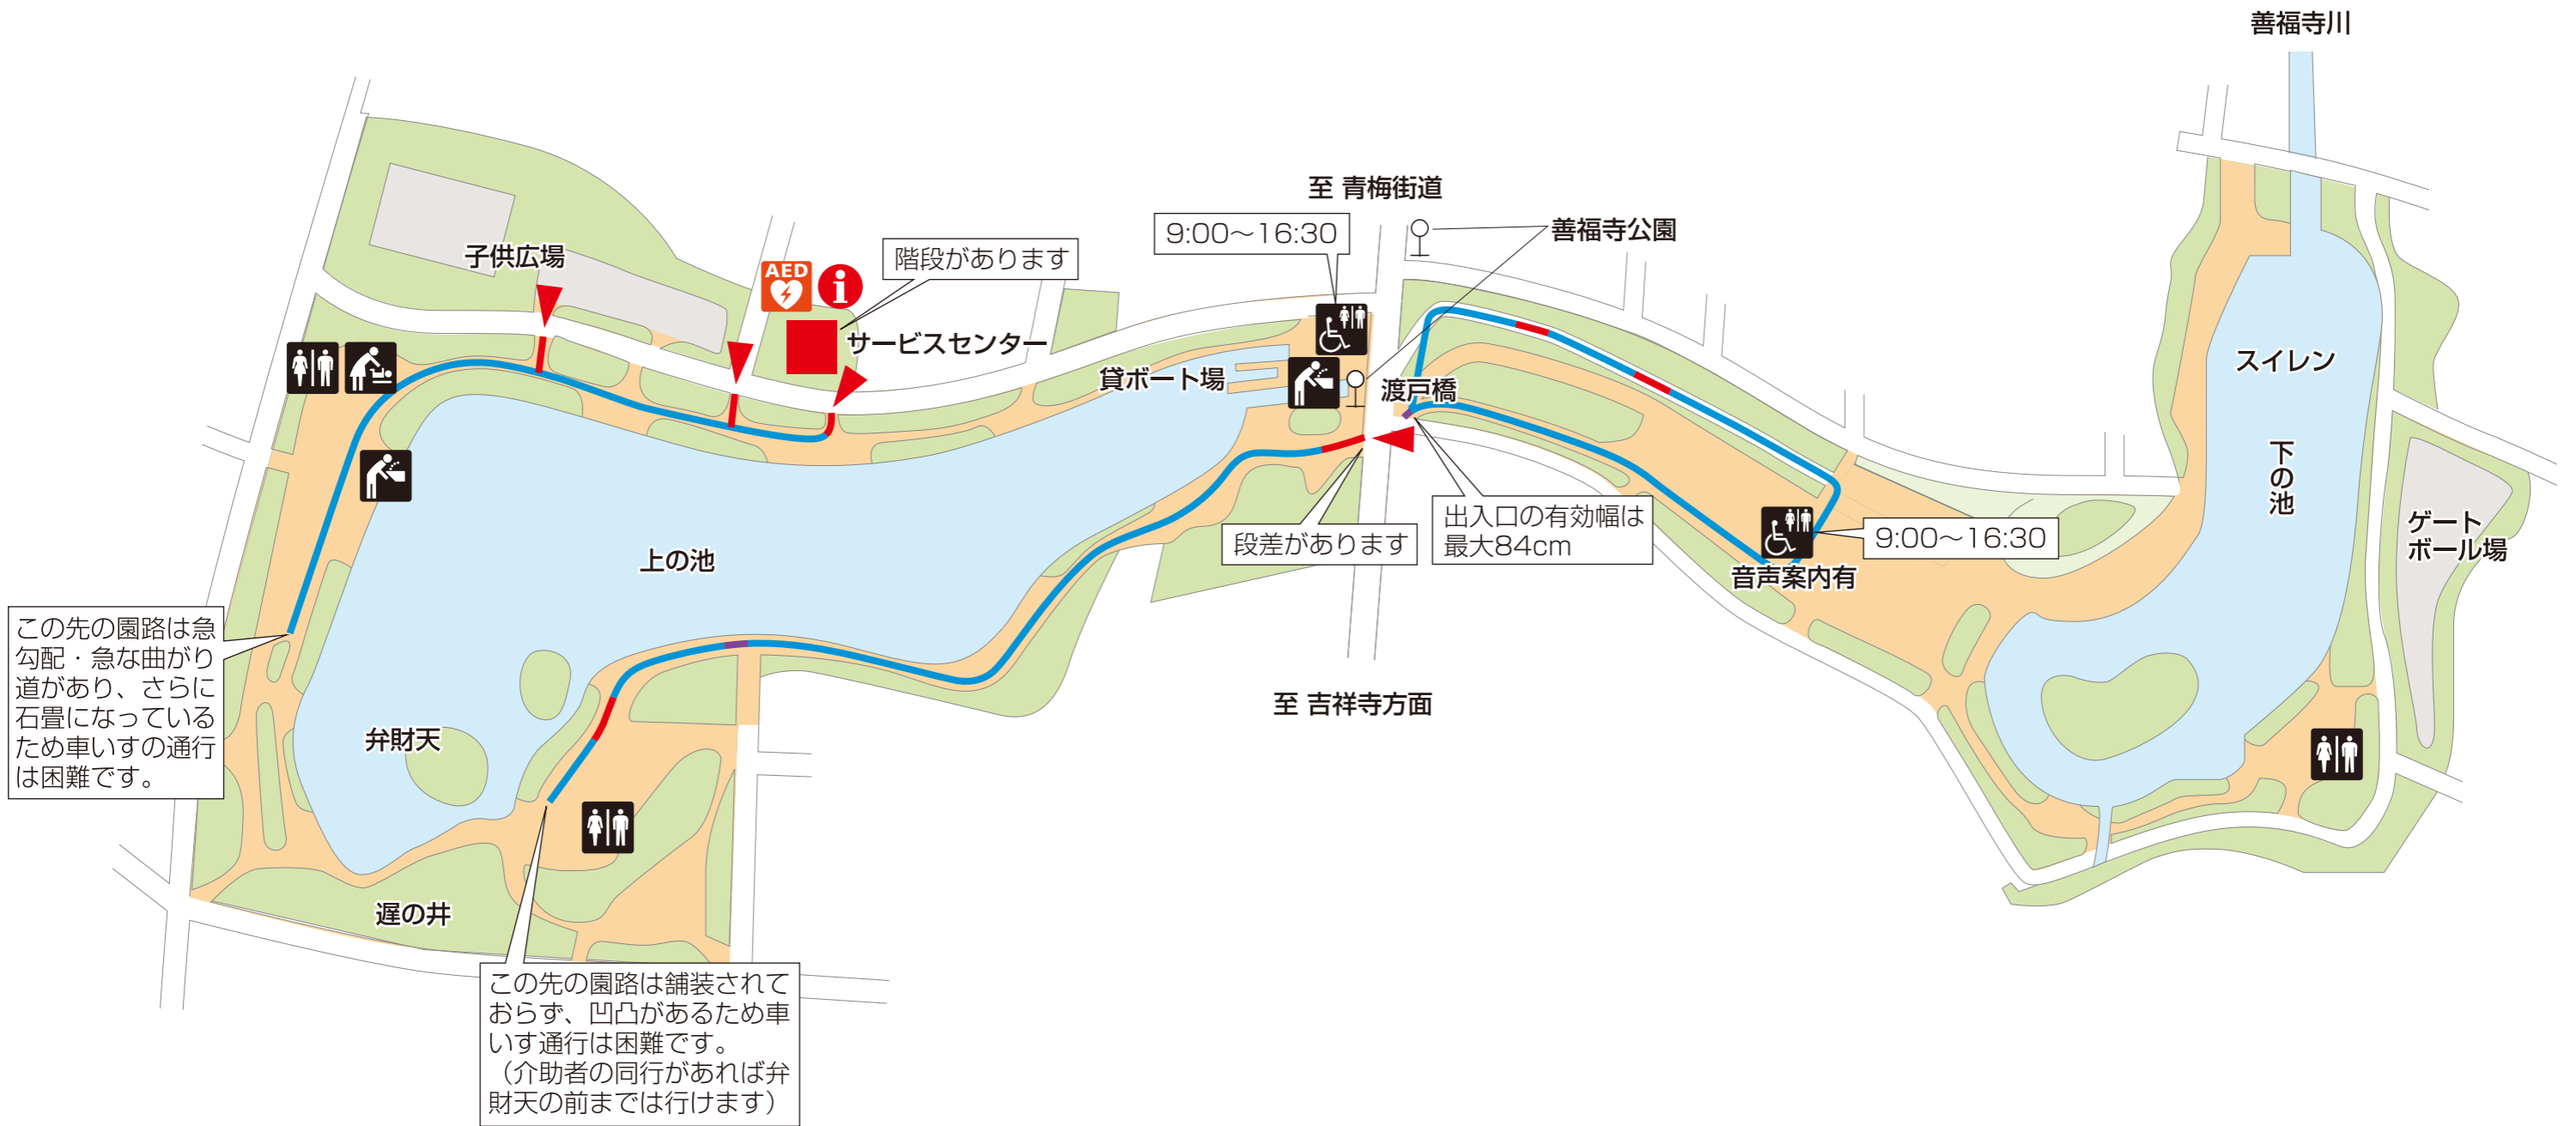 善福寺川
至 青梅街道
9:00〜16:30
善福寺公園
子供広場
AED
i
階段があります
サービスセンター
貸ボート場
渡戸橋
スイレン
下の池
ゲート
ボール場
出入口の有効幅は
最大84cm
段差があります
9:00〜16:30
音声案内有
上の池
この先の園路は急
勾配・急な曲がり
道があり、さらに
石畳になっている
ため車いすの通行
は困難です。
至 吉祥寺方面
弁財天
遅の井
この先の園路は舗装されて
おらず、凹凸があるため車
いす通行は困難です。
（介助者の同行があれば弁
財天の前までは行けます）